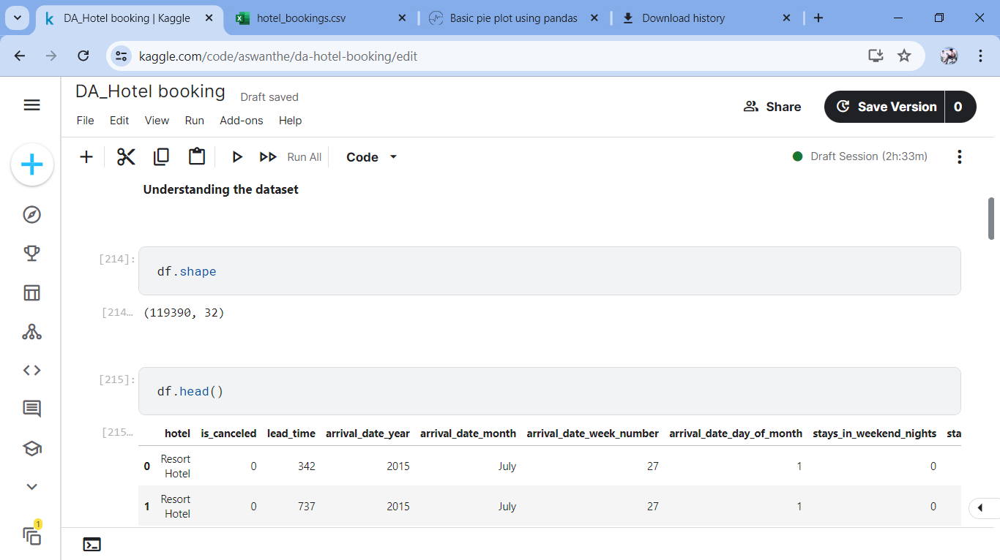 DA_Hotel booking | Kaggle
hotel_bookings.csv
Basic pie plot using pandas
Download history
kaggle.com/code/aswanthe/da-hotel-booking/edit
DA_Hotel booking Draft saved
File Edit View Run Add-ons Help
Share
Save Version 0
Run All
Code
Draft Session (2h:33m)
Understanding the dataset
[214]:
df.shape
[214… (119390, 32)
[215]:
df.head()
[215…
hotel is_canceled lead_time arrival_date_year arrival_date_month arrival_date_week_number arrival_date_day_of_month stays_in_weekend_nights sta
0 Resort Hotel 0 342 2015 July 27 1 0
1 Resort Hotel 0 737 2015 July 27 1 0
1